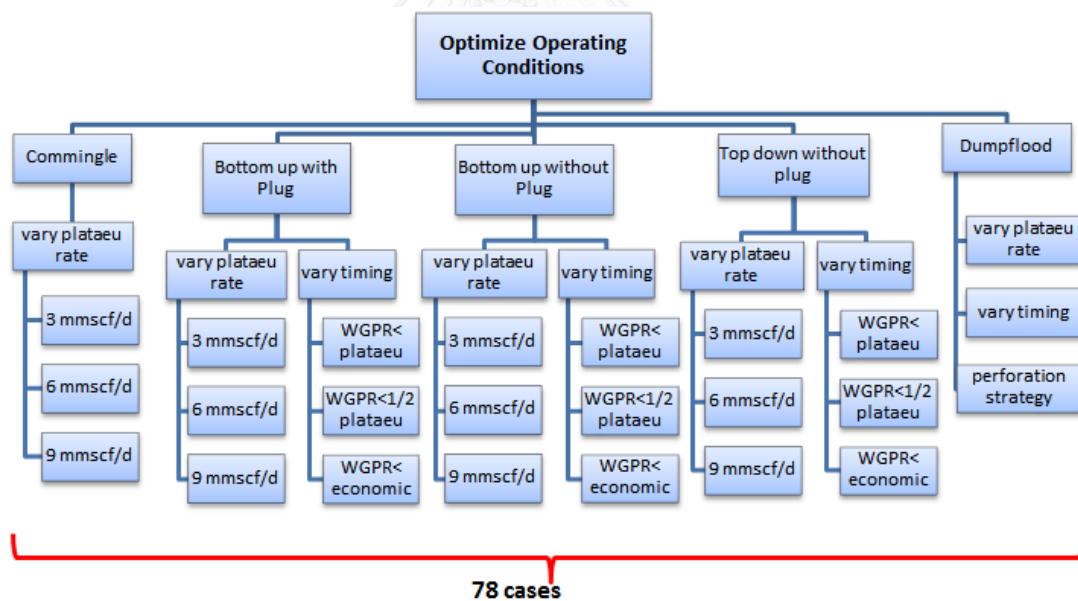 Optimize Operating
Conditions
Commingle
Bottom up with
Plug
Bottom up without
Plug
Top down without
plug
Dumpflood
vary plataeu
rate
3 mmscf/d
6 mmscf/d
9 mmscf/d
vary plataeu
rate
3 mmscf/d
6 mmscf/d
9 mmscf/d
vary timing
WGPR<
plataeu
WGPR<1/2
plataeu
WGPR<
economic
vary plataeu
rate
3 mmscf/d
6 mmscf/d
9 mmscf/d
vary timing
WGPR<
plataeu
WGPR<1/2
plataeu
WGPR<
economic
vary plataeu
rate
3 mmscf/d
6 mmscf/d
9 mmscf/d
vary timing
WGPR<
plataeu
WGPR<1/2
plataeu
WGPR<
economic
vary plataeu
rate
vary timing
perforation
strategy
78 cases